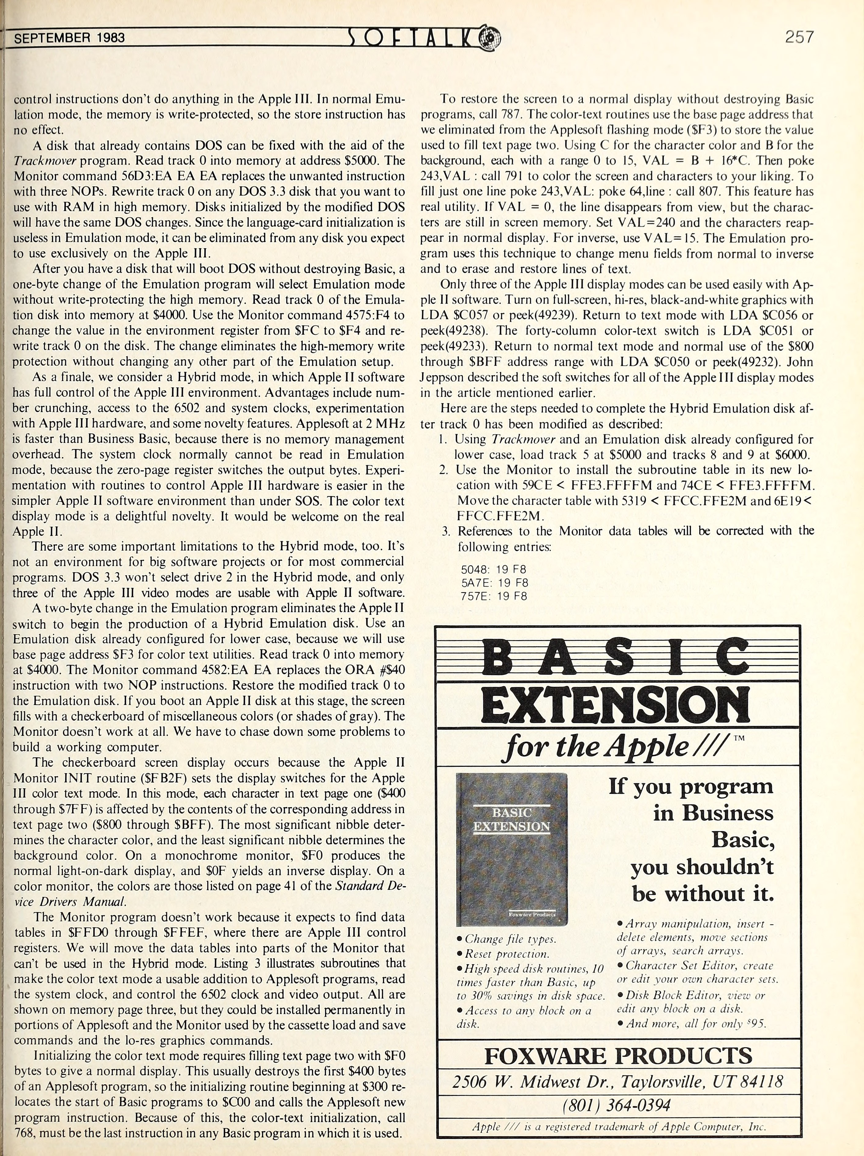 SEPTEMBER 1983
SOFTALK
257
control instructions don't do anything in the Apple III. In normal Emu-
lation mode, the memory is write-protected, so the store instruction has
no effect.
A disk that already contains DOS can be fixed with the aid of the
Trackmover program. Read track 0 into memory at address $5000. The
Monitor command 56D3:EA EA EA replaces the unwanted instruction
with three NOPs. Rewrite track 0 on any DOS 3.3 disk that you want to
use with RAM in high memory. Disks initialized by the modified DOS
will have the same DOS changes. Since the language-card initialization is
useless in Emulation mode, it can be eliminated from any disk you expect
to use exclusively on the Apple III.
After you have a disk that will boot DOS without destroying Basic, a
one-byte change of the Emulation program will select Emulation mode
without write-protecting the high memory. Read track 0 of the Emula-
tion disk into memory at $4000. Use the Monitor command 4575:F4 to
change the value in the environment register from $FC to $F4 and re-
write track 0 on the disk. The change eliminates the high-memory write
protection without changing any other part of the Emulation setup.
As a finale, we consider a Hybrid mode, in which Apple II software
has full control of the Apple III environment. Advantages include num-
ber crunching, access to the 6502 and system clocks, experimentation
with Apple III hardware, and some novelty features. Applesoft at 2 MHz
is faster than Business Basic, because there is no memory management
overhead. The system clock normally cannot be read in Emulation
mode, because the zero-page register switches the output bytes. Experi-
mentation with routines to control Apple III hardware is easier in the
simpler Apple II software environment than under SOS. The color text
display mode is a delightful novelty. It would be welcome on the real
Apple II.
There are some important limitations to the Hybrid mode, too. It's
not an environment for big software projects or for most commercial
programs. DOS 3.3 won't select drive 2 in the Hybrid mode, and only
three of the Apple III video modes are usable with Apple II software.
A two-byte change in the Emulation program eliminates the Apple II
switch to begin the production of a Hybrid Emulation disk. Use an
Emulation disk already configured for lower case, because we will use
base page address $F3 for color text utilities. Read track 0 into memory
at $4000. The Monitor command 4582:EA EA replaces the ORA #$40
instruction with two NOP instructions. Restore the modified track 0 to
the Emulation disk. If you boot an Apple II disk at this stage, the screen
fills with a checkerboard of miscellaneous colors (or shades of gray). The
Monitor doesn't work at all. We have to chase down some problems to
build a working computer.
The checkerboard screen display occurs because the Apple II
Monitor INIT routine ($FB2F) sets the display switches for the Apple
III color text mode. In this mode, each character in text page one ($400
through $7FF) is affected by the contents of the corresponding address in
text page two ($800 through $BFF). The most significant nibble deter-
mines the character color, and the least significant nibble determines the
background color. On a monochrome monitor, $F0 produces the
normal light-on-dark display, and $0F yields an inverse display. On a
color monitor, the colors are those listed on page 41 of the Standard De-
vice Drivers Manual.
The Monitor program doesn't work because it expects to find data
tables in $FFD0 through $FFEF, where there are Apple III control
registers. We will move the data tables into parts of the Monitor that
can't be used in the Hybrid mode. Listing 3 illustrates subroutines that
make the color text mode a usable addition to Applesoft programs, read
the system clock, and control the 6502 clock and video output. All are
shown on memory page three, but they could be installed permanently in
portions of Applesoft and the Monitor used by the cassette load and save
commands and the lo-res graphics commands.
Initializing the color text mode requires filling text page two with $F0
bytes to give a normal display. This usually destroys the first $400 bytes
of an Applesoft program, so the initializing routine beginning at $300 re-
locates the start of Basic programs to $C00 and calls the Applesoft new
program instruction. Because of this, the color-text initialization, call
768, must be the last instruction in any Basic program in which it is used.
To restore the screen to a normal display without destroying Basic
programs, call 787. The color-text routines use the base page address that
we eliminated from the Applesoft flashing mode ($F3) to store the value
used to fill text page two. Using C for the character color and B for the
background, each with a range 0 to 15, VAL = B + 16*C. Then poke
243,VAL : call 791 to color the screen and characters to your liking. To
fill just one line poke 243,VAL: poke 64,line : call 807. This feature has
real utility. If VAL = 0, the line disappears from view, but the charac-
ters are still in screen memory. Set VAL=240 and the characters reap-
pear in normal display. For inverse, use VAL=15. The Emulation pro-
gram uses this technique to change menu fields from normal to inverse
and to erase and restore lines of text.
Only three of the Apple III display modes can be used easily with Ap-
ple II software. Turn on full-screen, hi-res, black-and-white graphics with
LDA $C057 or peek(49239). Return to text mode with LDA $C056 or
peek(49238). The forty-column color-text switch is LDA $C051 or
peek(49233). Return to normal text mode and normal use of the $800
through $BFF address range with LDA $C050 or peek(49232). John
Jeppson described the soft switches for all of the Apple III display modes
in the article mentioned earlier.
Here are the steps needed to complete the Hybrid Emulation disk af-
ter track 0 has been modified as described:
1. Using Trackmover and an Emulation disk already configured for
lower case, load track 5 at $5000 and tracks 8 and 9 at $6000.
2. Use the Monitor to install the subroutine table in its new lo-
cation with 59CE < FFE3.FFFFM and 74CE < FFE3.FFFFM.
Move the character table with 5319 < FFCC.FFE2M and 6E19<
FFCC.FFE2M.
3. References to the Monitor data tables will be corrected with the
following entries:
5048: 19 F8
5A7E: 19 F8
757E: 19 F8
BASIC
EXTENSION
for the Apple /// ™
BASIC
EXTENSION
Foxware Products
If you program
in Business
Basic,
you shouldn't
be without it.
• Change file types.
• Reset protection.
• High speed disk routines, 10
times faster than Basic, up
to 30% savings in disk space.
• Access to any block on a
disk.
• Array manipulation, insert -
delete elements, move sections
of arrays, search arrays.
• Character Set Editor, create
or edit your own character sets.
• Disk Block Editor, view or
edit any block on a disk.
• And more, all for only $95.
FOXWARE PRODUCTS
2506 W. Midwest Dr., Taylorsville, UT 84118
(801) 364-0394
Apple /// is a registered trademark of Apple Computer, Inc.